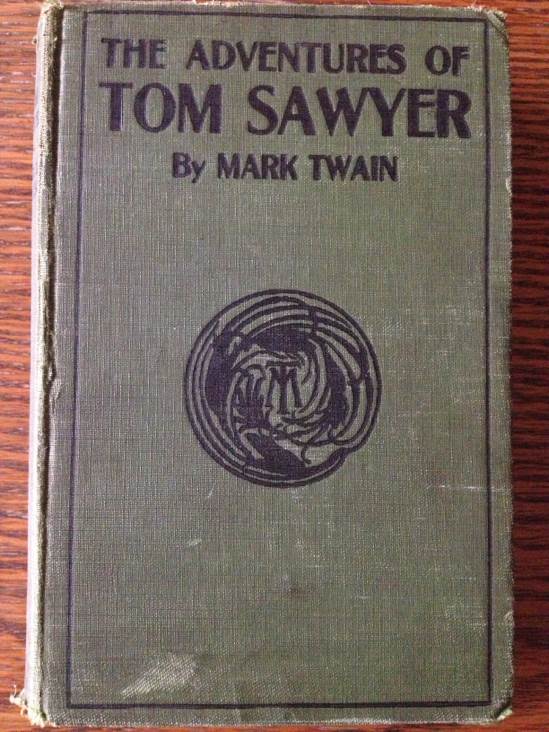 THE ADVENTURES OF
TOM SAWYER
By MARK TWAIN